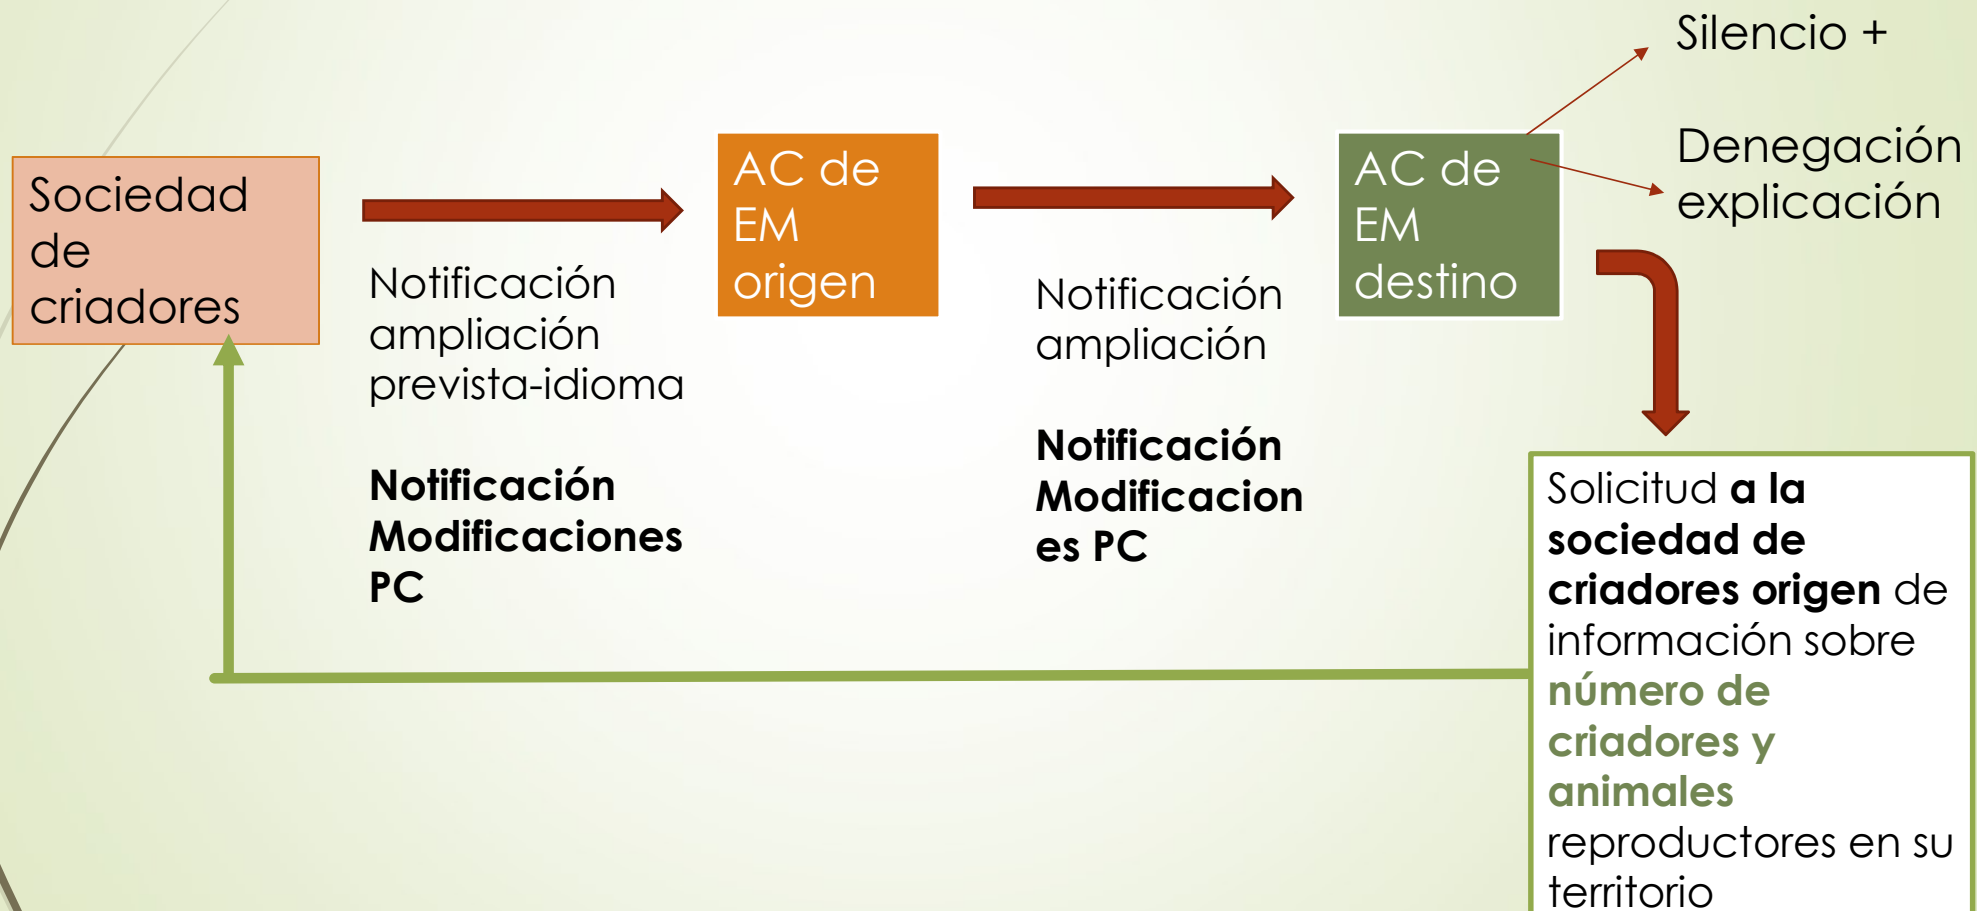 Sociedad
de
criadores
Notificación
ampliación
prevista-idioma
Notificación
Modificaciones
PC
AC de
EM
origen
Notificación
ampliación
Notificación
Modificacion
es PC
AC de
EM
destino
Silencio +
Denegación
explicación
Solicitud a la
sociedad de
criadores origen de
información sobre
número de
criadores y
animales
reproductores en su
territorio